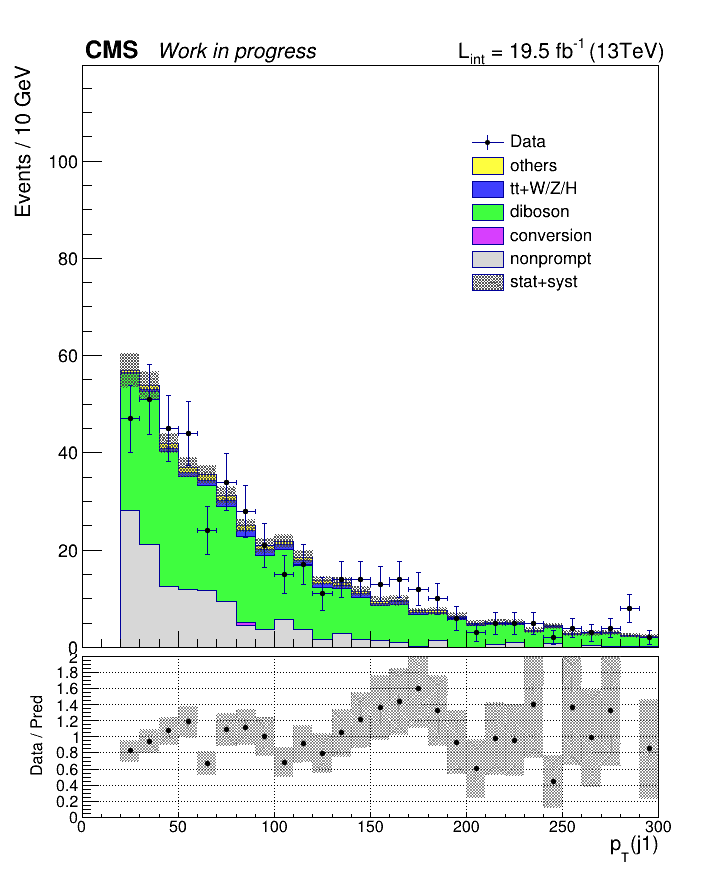 CMS Work in progress L_int = 19.5 fb^-1 (13TeV)
Events / 10 GeV
100
80
60
40
20
0
Data
others
tt+W/Z/H
diboson
conversion
nonprompt
stat+syst
Data / Pred
2
1.8
1.6
1.4
1.2
1
0.8
0.6
0.4
0.2
0
0 50 100 150 200 250 300
p_T(j1)